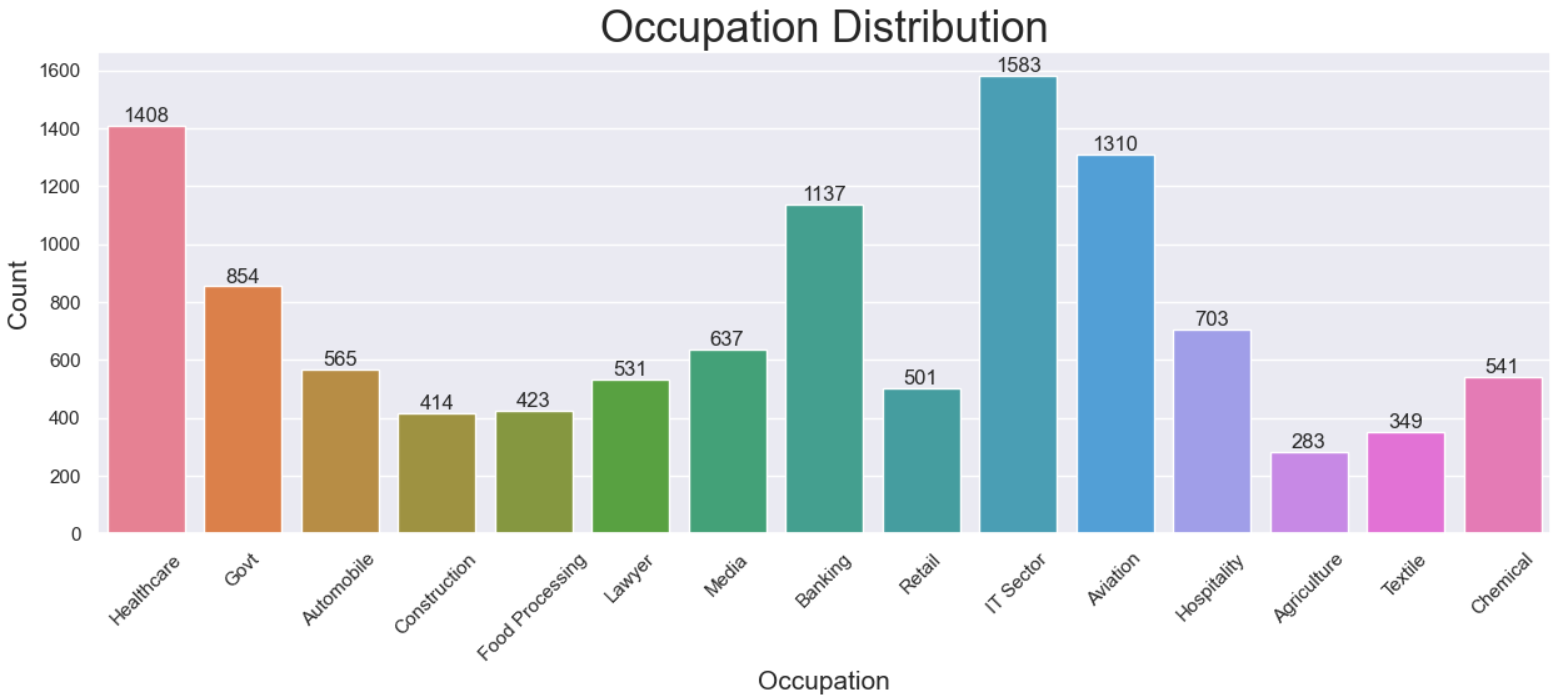 Occupation Distribution
Count
1600
1400
1200
1000
800
600
400
200
0
1408
854
565
414
423
531
637
1137
501
1583
1310
703
283
349
541
Healthcare
Govt
Automobile
Construction
Food Processing
Lawyer
Media
Banking
Retail
IT Sector
Aviation
Hospitality
Agriculture
Textile
Chemical
Occupation